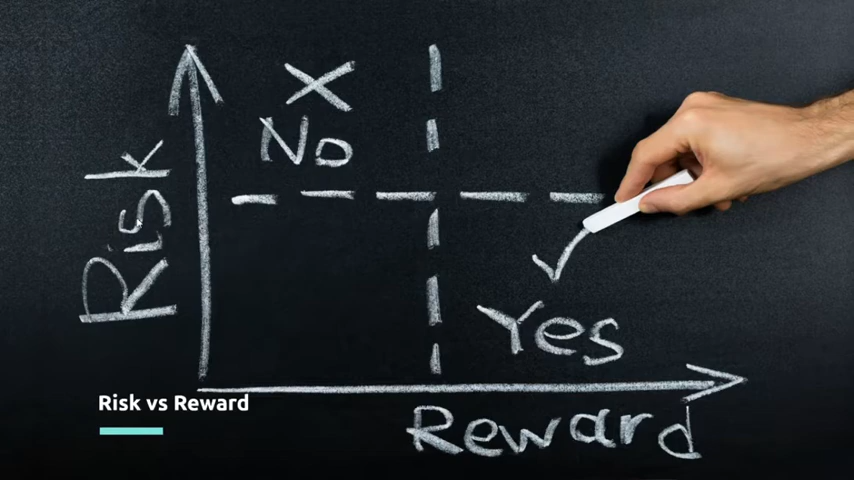 X
No
Risk
✓
Yes
Risk vs Reward
Reward